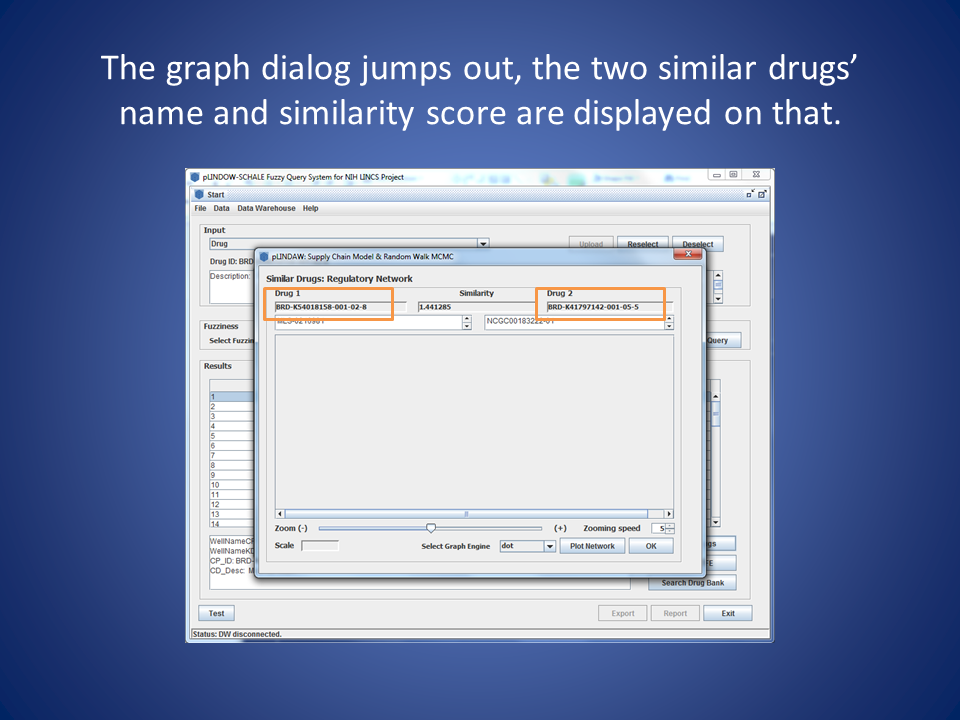 The graph dialog jumps out, the two similar drugs'
name and similarity score are displayed on that.
pLINDOW-SCHALE Fuzzy Query System for NIH LINCS Project
Start
File Data Data Warehouse Help
Input
Drug
Upload Reselect Deselect
Drug ID: BRD
Description:
pLINDAW: Supply Chain Model & Random Walk MCMC
Similar Drugs: Regulatory Network
Drug 1 Similarity Drug 2
BRD-K54018158-001-02-8 1.441285 BRD-K41797142-001-05-5
MLS-0210981 NCGC00183222-01
Fuzziness
Select Fuzzin
Query
Results
1
2
3
4
5
6
7
8
9
10
11
12
13
14
Zoom (-) (+) Zooming speed 5
Scale Select Graph Engine dot Plot Network OK
WellNameCP
WellNameKD
CP_ID: BRD-
CD_Desc: M
gs
FE
Search Drug Bank
Test Export Report Exit
Status: DW disconnected.